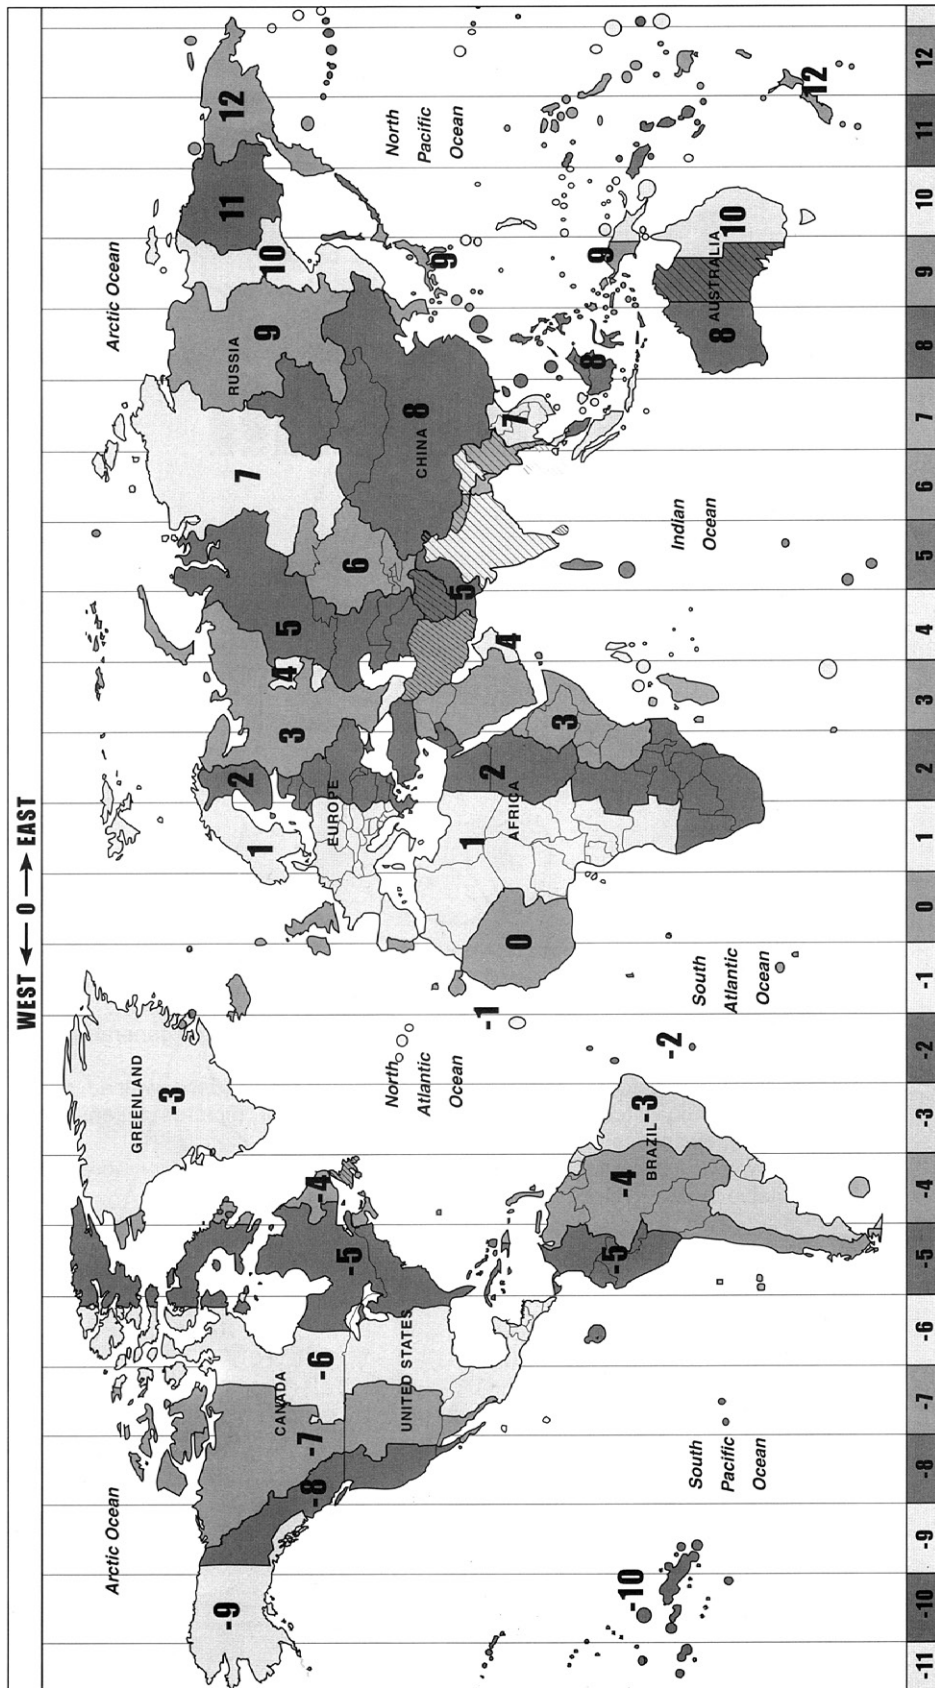 WEST ← 0 → EAST
Arctic Ocean
GREENLAND
Arctic Ocean
-3
-9
RUSSIA
11
12
2
7
1
9
10
CANADA
4
5
3
-7
-8
-6
-4
EUROPE
-5
6
North
Atlantic
Ocean
North
Pacific
Ocean
UNITED STATES
CHINA
8
9
5
1
-1
2
4
AFRICA
7
0
3
8
9
-5
-4
-10
-3
BRAZIL
-2
Indian
Ocean
South
Pacific
Ocean
South
Atlantic
Ocean
AUSTRALIA
8
10
12
-11 -10 -9 -8 -7 -6 -5 -4 -3 -2 -1 0 1 2 3 4 5 6 7 8 9 10 11 12